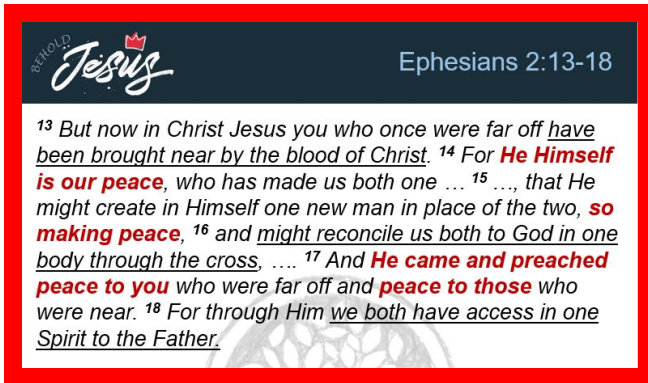 BEHOLD
Jesus
Ephesians 2:13-18
13 But now in Christ Jesus you who once were far off have
been brought near by the blood of Christ. 14 For He Himself
is our peace, who has made us both one … 15 …, that He
might create in Himself one new man in place of the two, so
making peace, 16 and might reconcile us both to God in one
body through the cross, …. 17 And He came and preached
peace to you who were far off and peace to those who
were near. 18 For through Him we both have access in one
Spirit to the Father.